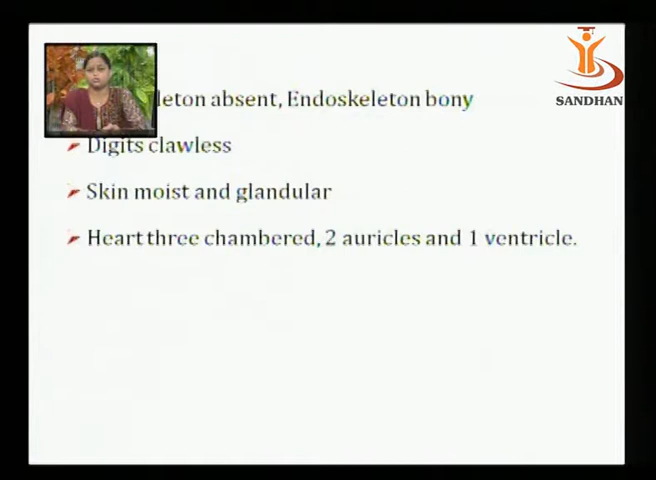 leton absent, Endoskeleton bony
SANDHAN
Digits clawless
Skin moist and glandular
Heart three chambered, 2 auricles and 1 ventricle.